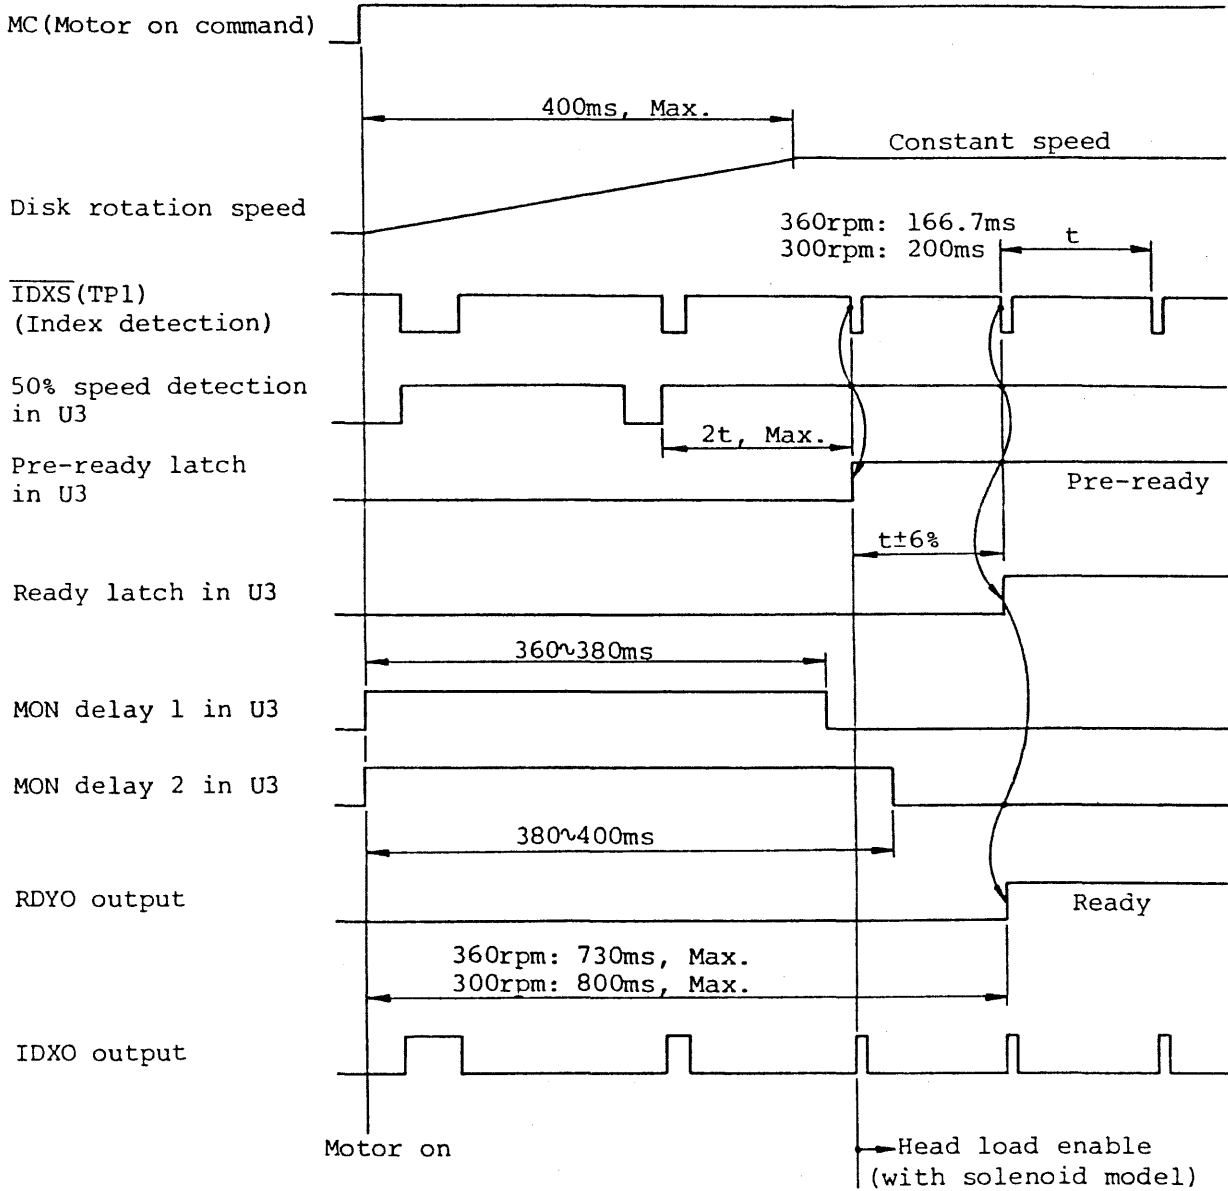 MC(Motor on command)
400ms, Max.
Constant speed
Disk rotation speed
360rpm: 166.7ms
300rpm: 200ms
t
IDXS(TP1)
(Index detection)
50% speed detection
in U3
2t, Max.
Pre-ready latch
in U3
Pre-ready
t±6%
Ready latch in U3
360~380ms
MON delay 1 in U3
MON delay 2 in U3
380~400ms
RDYO output
Ready
360rpm: 730ms, Max.
300rpm: 800ms, Max.
IDXO output
Motor on
Head load enable
(with solenoid model)